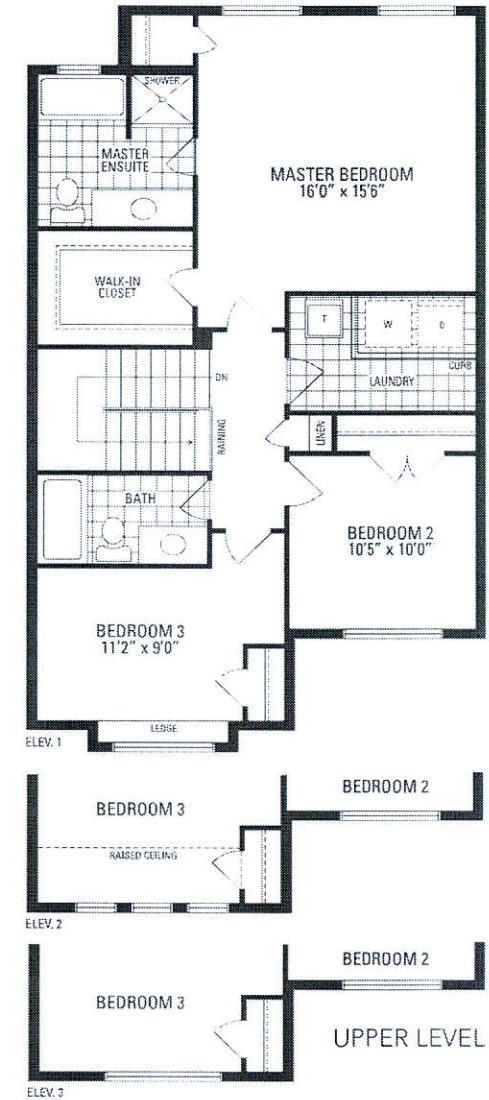 SHOWER
MASTER
ENSUITE
MASTER BEDROOM
16'0" x 15'6"
WALK-IN
CLOSET
T
W
D
CURB
LAUNDRY
DN
RAINING
LINEN
BATH
BEDROOM 2
10'5" x 10'0"
BEDROOM 3
11'2" x 9'0"
LEDGE
ELEV. 1
BEDROOM 3
BEDROOM 2
RAISED CEILING
ELEV. 2
BEDROOM 3
BEDROOM 2
UPPER LEVEL
ELEV. 3